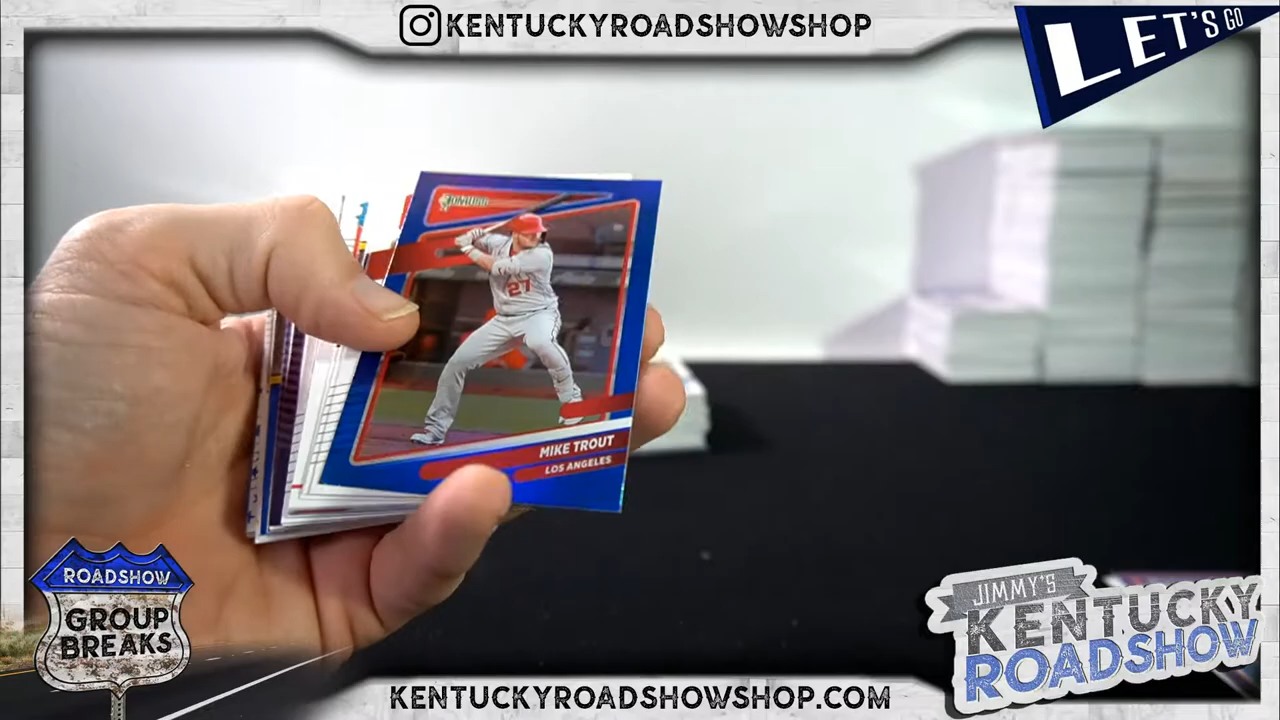 KENTUCKYROADSHOWSHOP
LET'S GO
DONRUSS
27
MIKE TROUT
LOS ANGELES
ROADSHOW
GROUP
BREAKS
JIMMY'S
KENTUCKY
ROADSHOW
KENTUCKYROADSHOWSHOP.COM